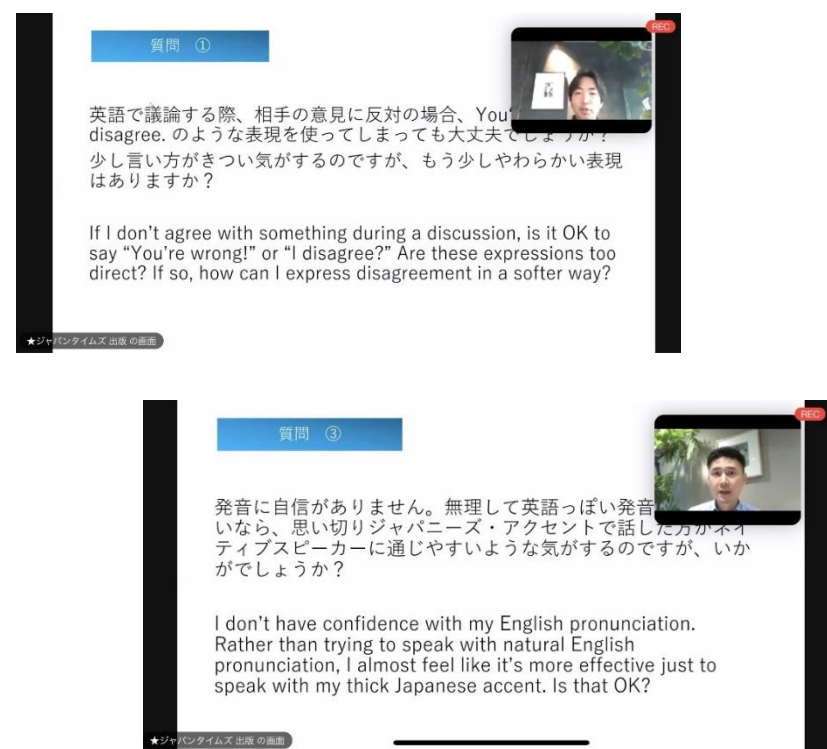 REC
質問 ①
英語で議論する際、相手の意見に反対の場合、You'
disagree. のような表現を使ってしまっても大丈夫でしょうか？
少し言い方がきつい気がするのですが、もう少しやわらかい表現
はありますか？
If I don't agree with something during a discussion, is it OK to
say “You're wrong!” or “I disagree?” Are these expressions too
direct? If so, how can I express disagreement in a softer way?
★ジャパンタイムズ 出版 の画面
REC
質問 ③
発音に自信がありません。無理して英語っぽい発音
いなら、思い切りジャパニーズ・アクセントで話した方がネイ
ティブスピーカーに通じやすいような気がするのですが、いか
がでしょうか？
I don't have confidence with my English pronunciation.
Rather than trying to speak with natural English
pronunciation, I almost feel like it's more effective just to
speak with my thick Japanese accent. Is that OK?
★ジャパンタイムズ 出版 の画面